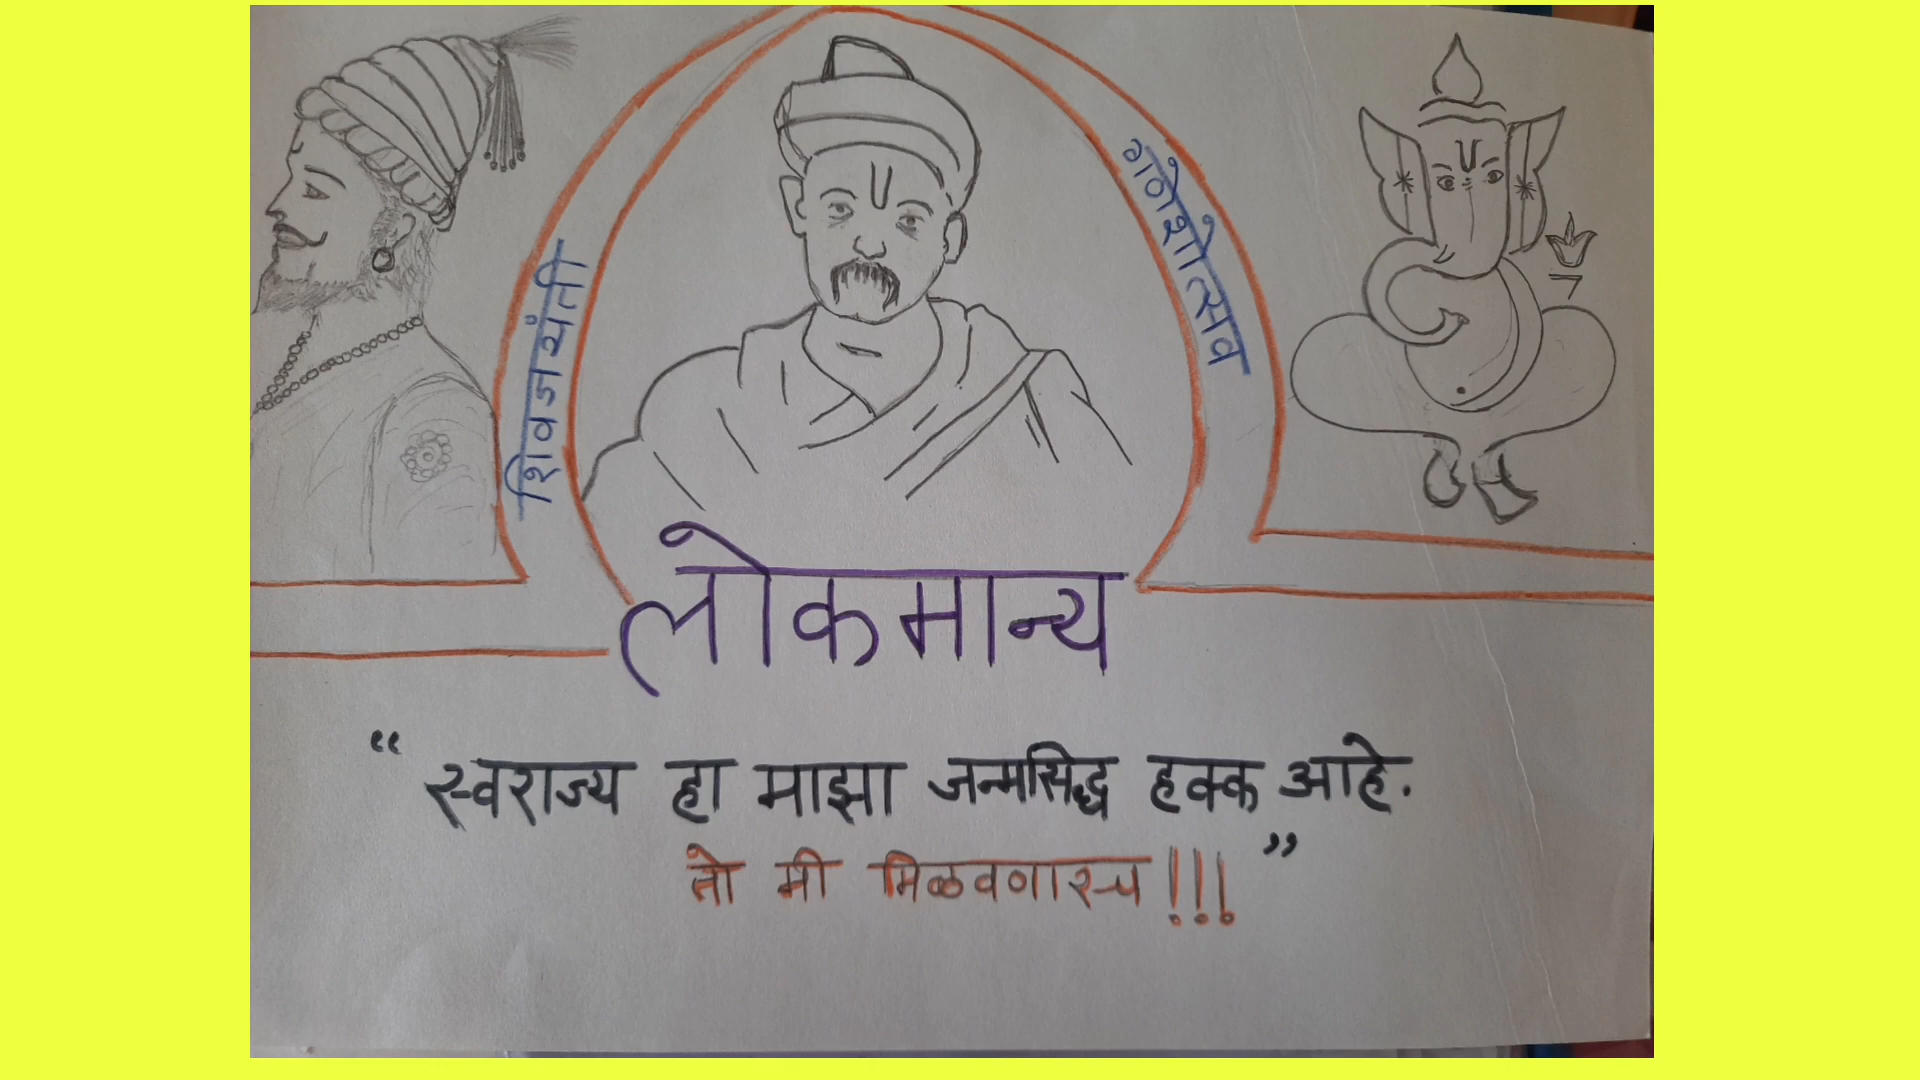 शिवजयंती
गणेशोत्सव
लोकमान्य
“ स्वराज्य हा माझा जन्मसिद्ध हक्क आहे.
तो मी मिळवणारच !!! ”